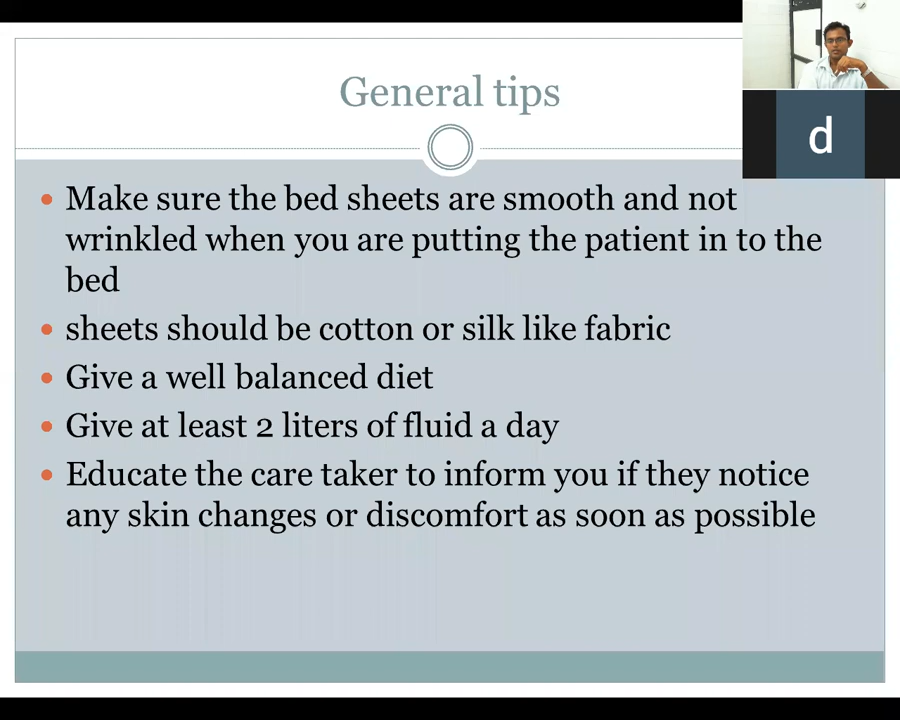 General tips
d
Make sure the bed sheets are smooth and not
wrinkled when you are putting the patient in to the
bed
sheets should be cotton or silk like fabric
Give a well balanced diet
Give at least 2 liters of fluid a day
Educate the care taker to inform you if they notice
any skin changes or discomfort as soon as possible